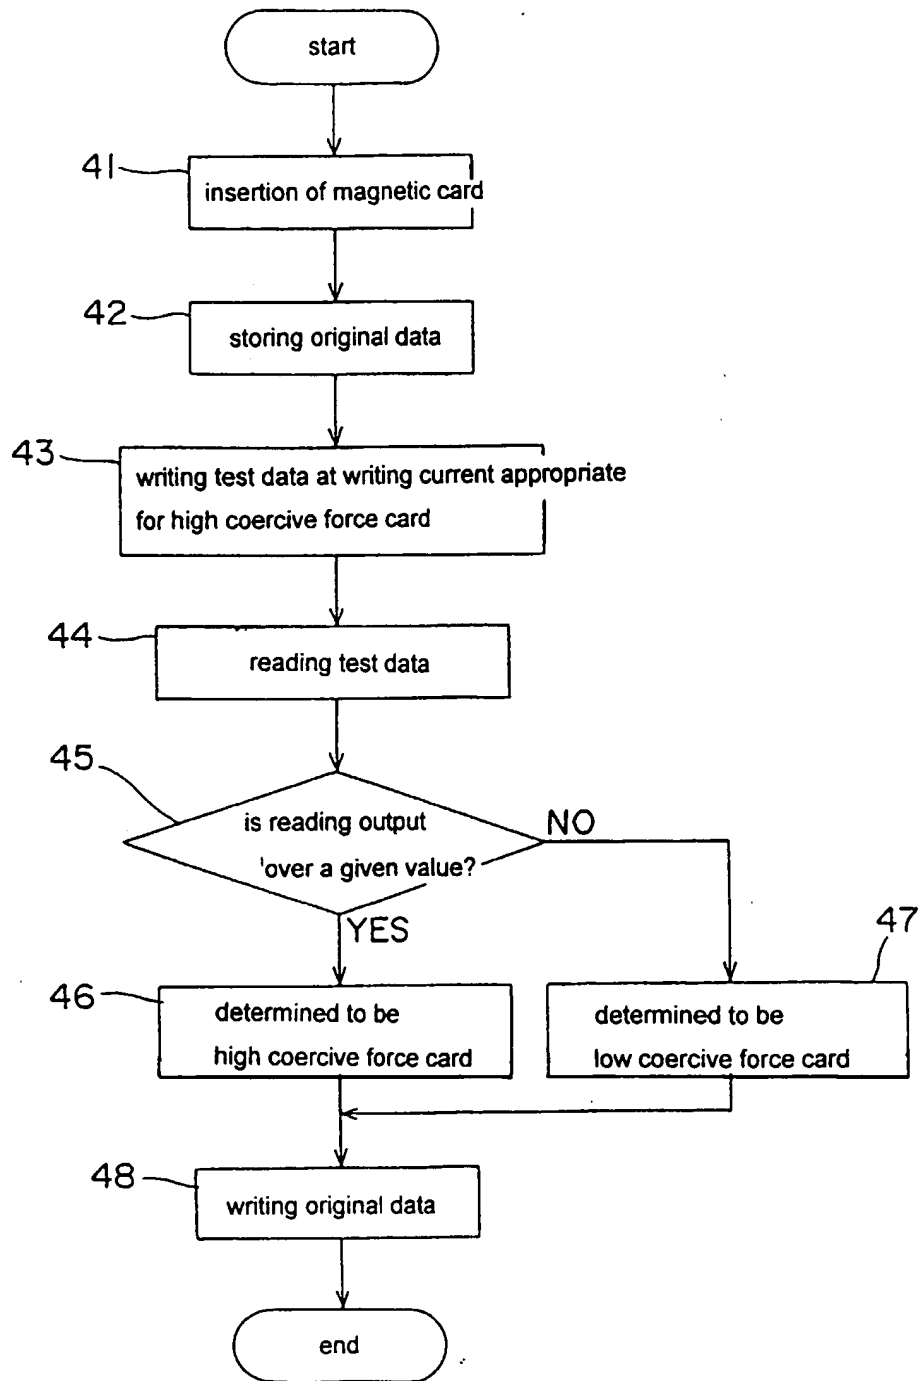 start
41
insertion of magnetic card
42
storing original data
43
writing test data at writing current appropriate
for high coercive force card
44
reading test data
45
is reading output
over a given value?
NO
YES
46
determined to be
high coercive force card
47
determined to be
low coercive force card
48
writing original data
end